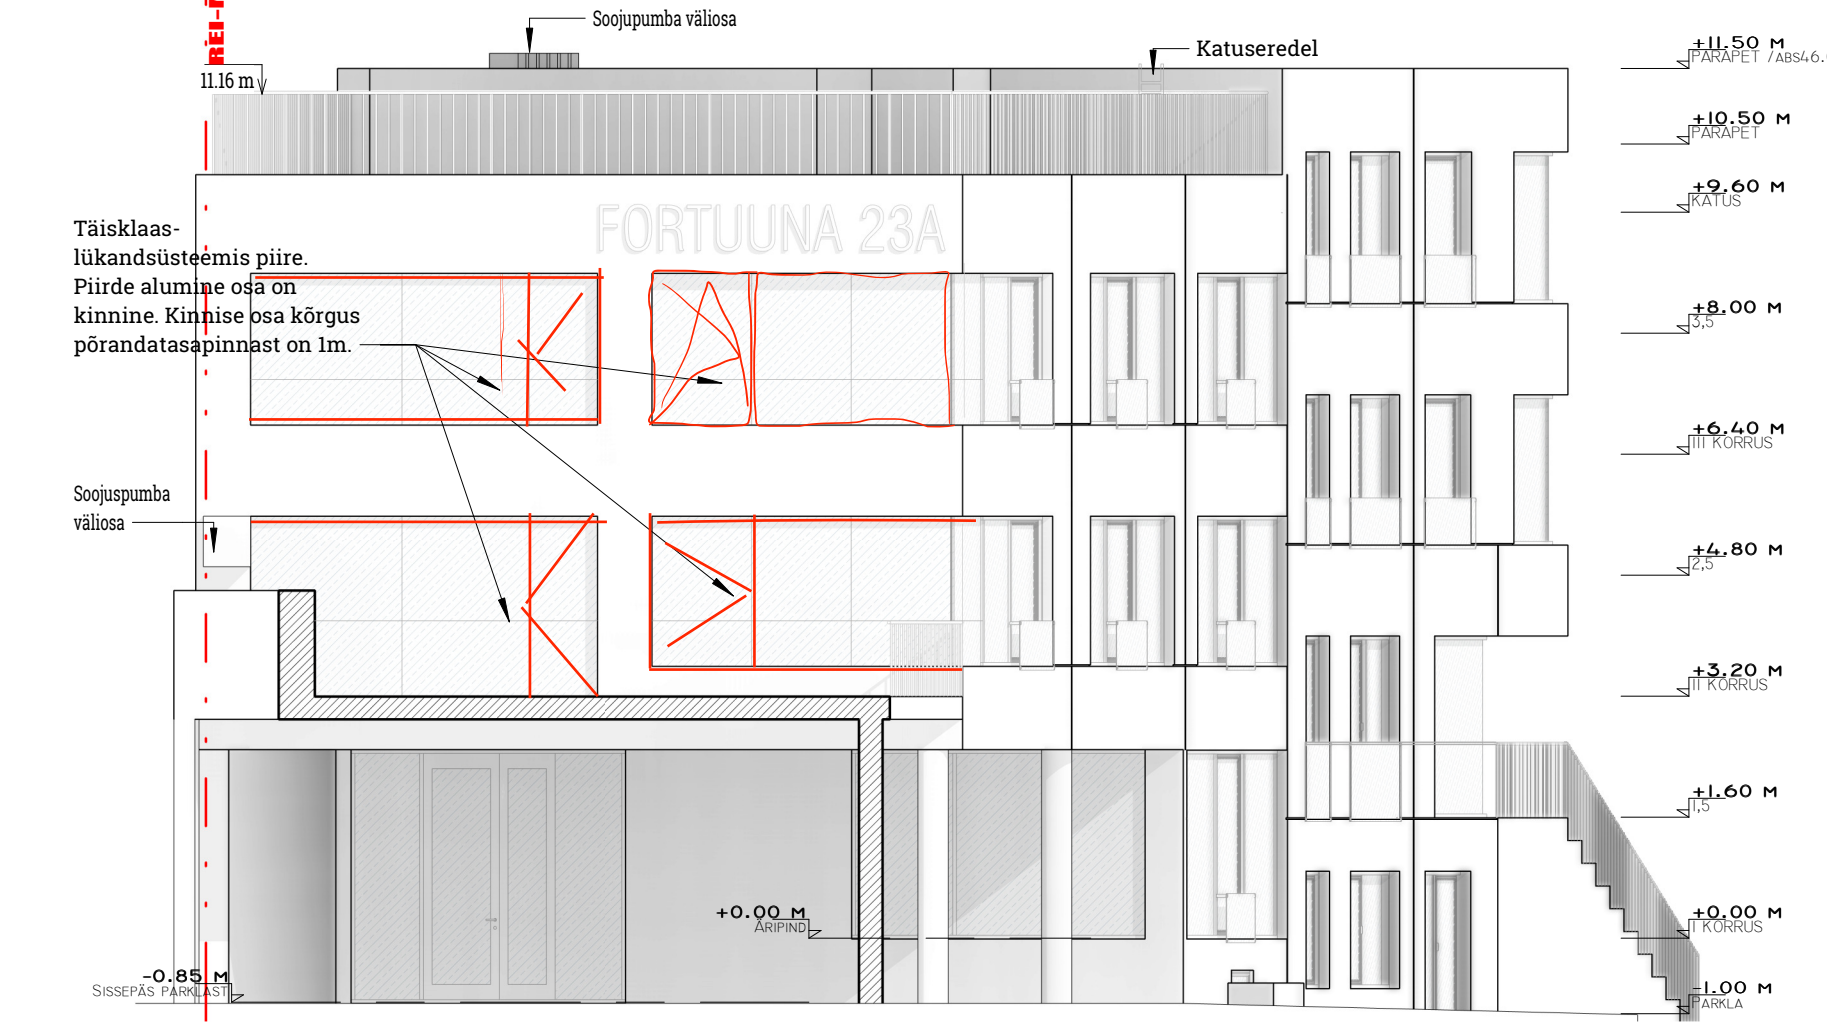 Soojupumba väliosa
Katuseredel
REI-
11.16 m
FORTUUNA 23A
Täisklaas-
lükandsüsteemis piire.
Piirde alumine osa on
kinnine. Kinnise osa kõrgus
põrandatasapinnast on 1m.
Soojuspumba
väliosa
+0.00 M
ÄRIPIND
-0.85 M
SISSEPÄS PARKLAST
+11.50 M
PARAPET /ABS46.
+10.50 M
PARAPET
+9.60 M
KATUS
+8.00 M
3,5
+6.40 M
III KORRUS
+4.80 M
2,5
+3.20 M
II KORRUS
+1.60 M
1,5
+0.00 M
I KORRUS
-1.00 M
PARKLA